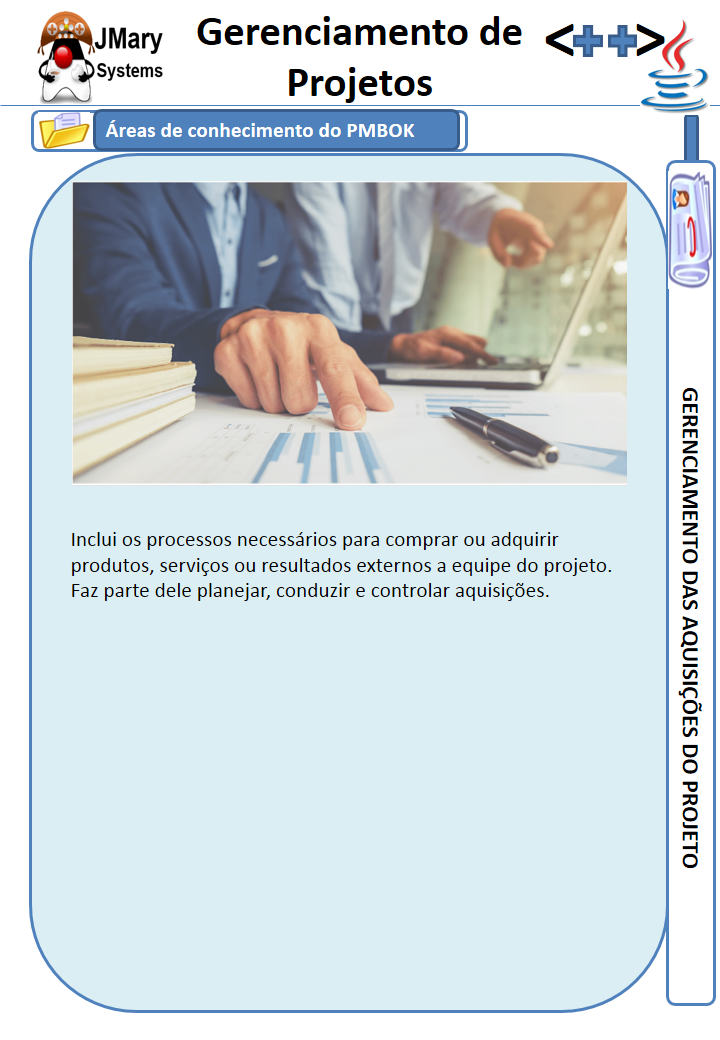 JMary
Systems
Gerenciamento de
Projetos
<++>
Áreas de conhecimento do PMBOK
Inclui os processos necessários para comprar ou adquirir
produtos, serviços ou resultados externos a equipe do projeto.
Faz parte dele planejar, conduzir e controlar aquisições.
GERENCIAMENTO DAS AQUISIÇÕES DO PROJETO